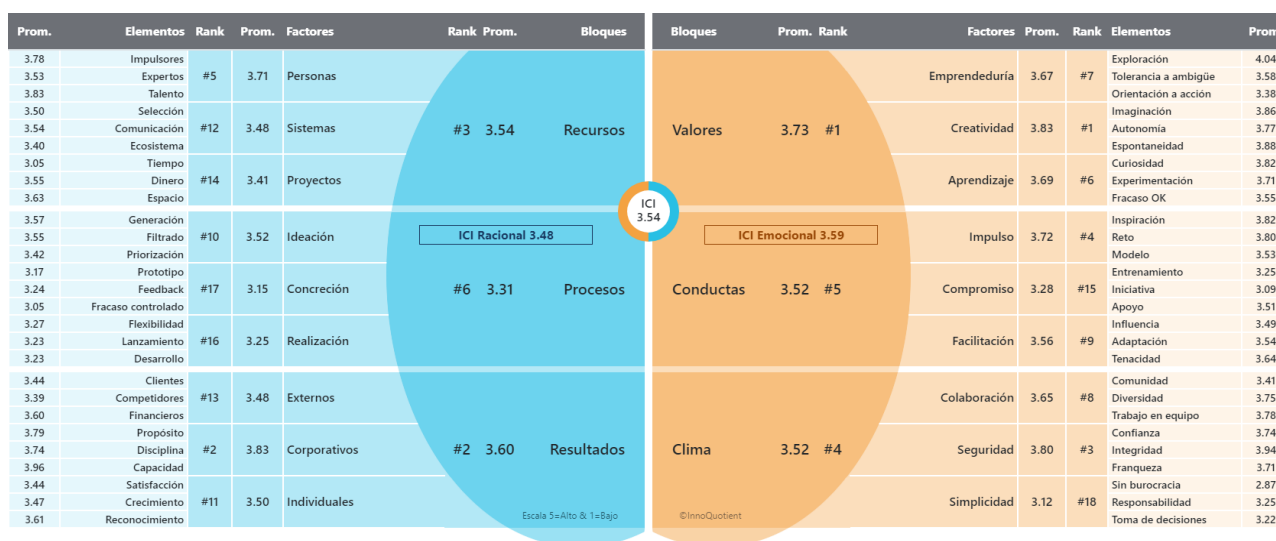 Prom. Elementos Rank Prom. Factores Rank Prom. Bloques Bloques Prom. Rank Factores Prom. Rank Elementos Prom
3.78 Impulsores
3.53 Expertos #5 3.71 Personas
3.83 Talento
3.50 Selección
3.54 Comunicación #12 3.48 Sistemas #3 3.54 Recursos
3.40 Ecosistema
3.05 Tiempo
3.55 Dinero #14 3.41 Proyectos
3.63 Espacio
3.57 Generación
3.55 Filtrado #10 3.52 Ideación ICI Racional 3.48
3.42 Priorización
3.17 Prototipo
3.24 Feedback #17 3.15 Concreción #6 3.31 Procesos
3.05 Fracaso controlado
3.27 Flexibilidad
3.23 Lanzamiento #16 3.25 Realización
3.23 Desarrollo
3.44 Clientes
3.39 Competidores #13 3.48 Externos
3.60 Financieros
3.79 Propósito
3.74 Disciplina #2 3.83 Corporativos #2 3.60 Resultados
3.96 Capacidad
3.44 Satisfacción
3.47 Crecimiento #11 3.50 Individuales
3.61 Reconocimiento Escala 5=Alto & 1=Bajo
ICI
3.54
Exploración 4.04
Emprendeduría 3.67 #7 Tolerancia a ambigüe 3.58
Orientación a acción 3.38
Imaginación 3.86
Valores 3.73 #1 Creatividad 3.83 #1 Autonomía 3.77
Espontaneidad 3.88
Curiosidad 3.82
Aprendizaje 3.69 #6 Experimentación 3.71
Fracaso OK 3.55
Inspiración 3.82
ICI Emocional 3.59 Impulso 3.72 #4 Reto 3.80
Modelo 3.53
Entrenamiento 3.25
Conductas 3.52 #5 Compromiso 3.28 #15 Iniciativa 3.09
Apoyo 3.51
Influencia 3.49
Facilitación 3.56 #9 Adaptación 3.54
Tenacidad 3.64
Comunidad 3.41
Colaboración 3.65 #8 Diversidad 3.75
Trabajo en equipo 3.78
Confianza 3.74
Clima 3.52 #4 Seguridad 3.80 #3 Integridad 3.94
Franqueza 3.71
Sin burocracia 2.87
Simplicidad 3.12 #18 Responsabilidad 3.25
©InnoQuotient Toma de decisiones 3.22